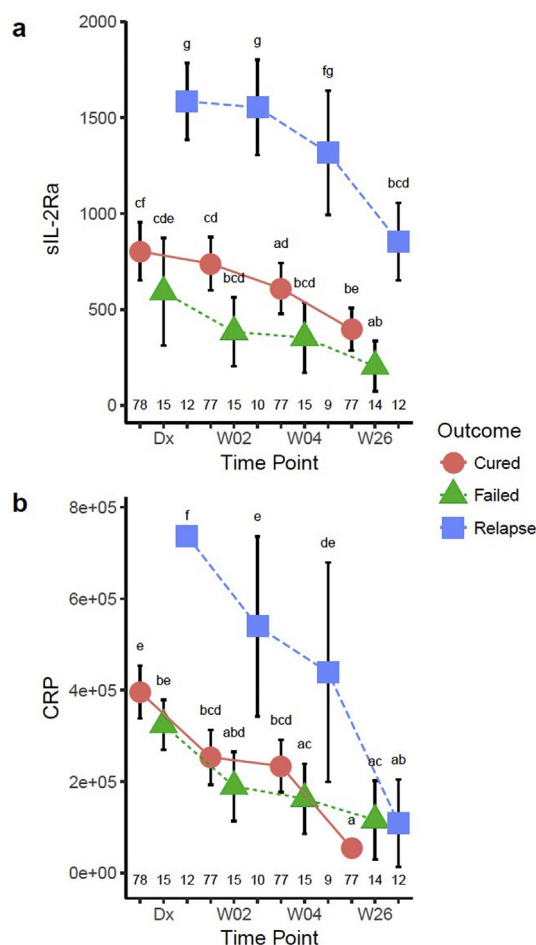 a
2000
1500
1000
500
0
sIL-2Ra
g
g
fg
bcd
cf
cde
cd
bcd
ad
bcd
be
ab
78 15 12 77 15 10 77 15 9 77 14 12
Dx W02 W04 W26
Time Point
Outcome
Cured
Failed
Relapse
b
8e+05
6e+05
4e+05
2e+05
0e+00
CRP
f
e
de
e
be
bcd
abd
bcd
ac
a
ac
ab
78 15 12 77 15 10 77 15 9 77 14 12
Dx W02 W04 W26
Time Point